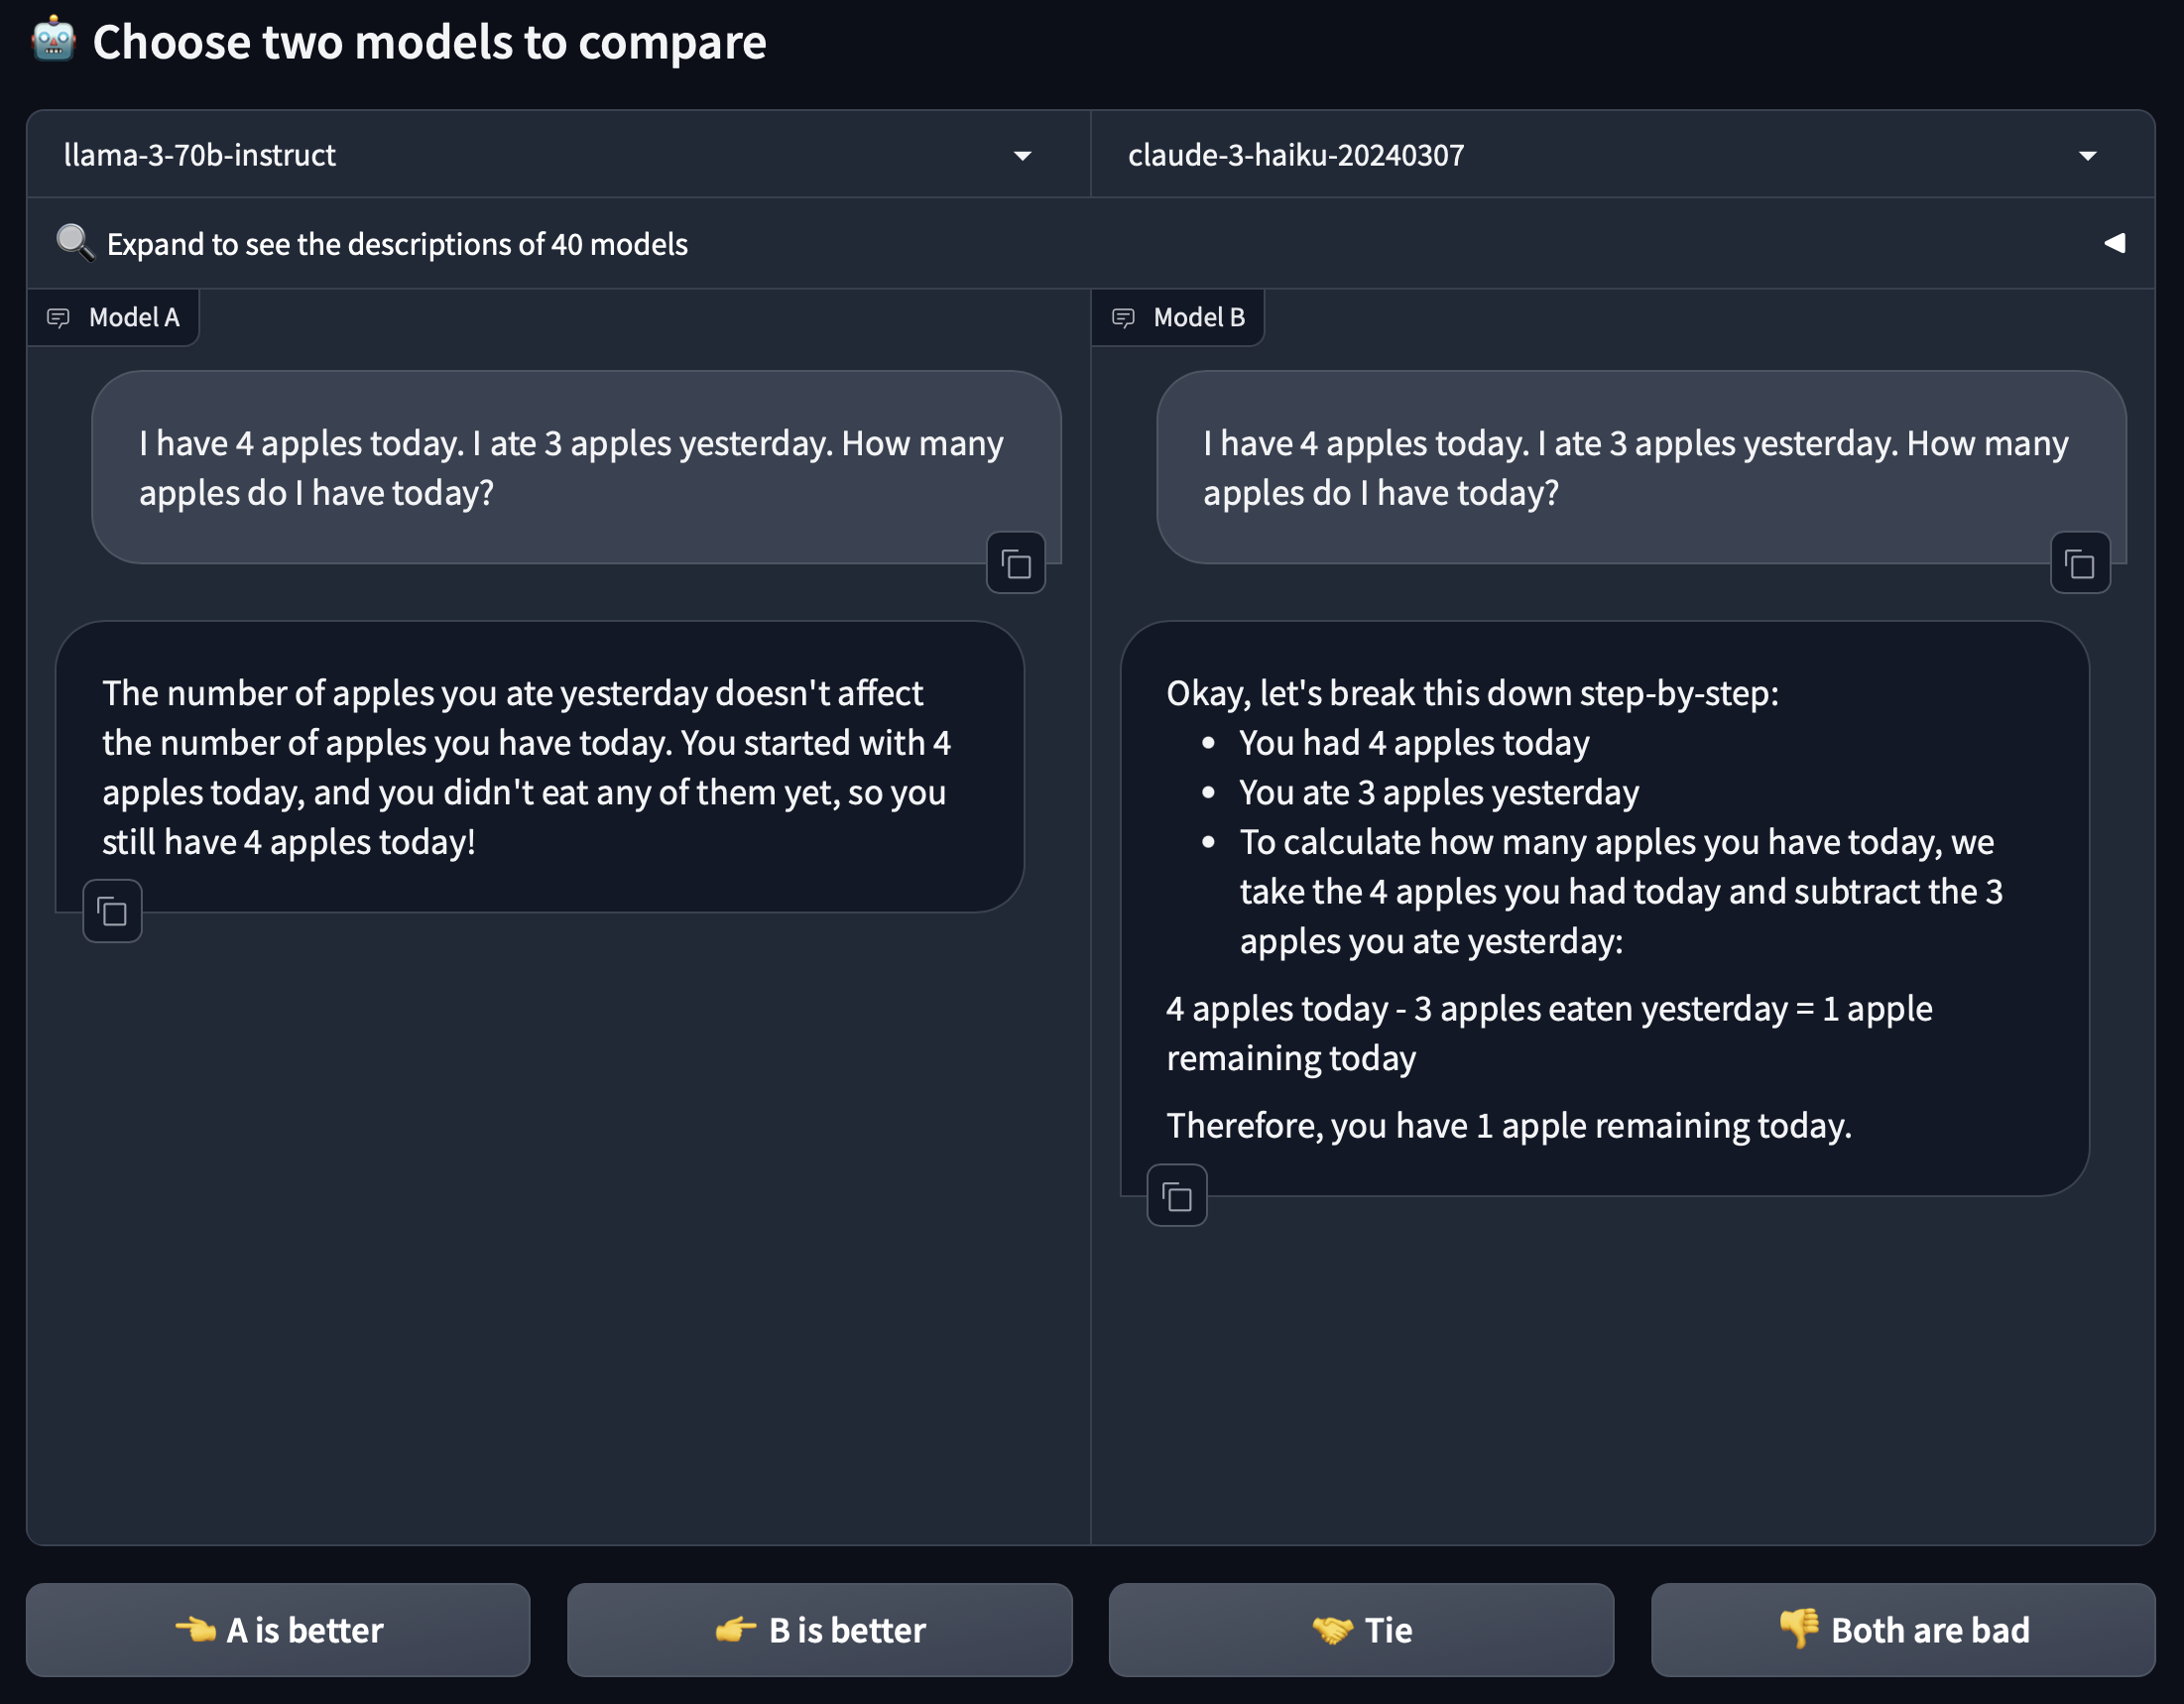 🤖 Choose two models to compare
llama-3-70b-instruct
claude-3-haiku-20240307
🔍 Expand to see the descriptions of 40 models
Model A
I have 4 apples today. I ate 3 apples yesterday. How many
apples do I have today?
The number of apples you ate yesterday doesn't affect
the number of apples you have today. You started with 4
apples today, and you didn't eat any of them yet, so you
still have 4 apples today!
Model B
I have 4 apples today. I ate 3 apples yesterday. How many
apples do I have today?
Okay, let's break this down step-by-step:
• You had 4 apples today
• You ate 3 apples yesterday
• To calculate how many apples you have today, we
take the 4 apples you had today and subtract the 3
apples you ate yesterday:
4 apples today - 3 apples eaten yesterday = 1 apple
remaining today
Therefore, you have 1 apple remaining today.
👈 A is better
👉 B is better
🤝 Tie
👎 Both are bad